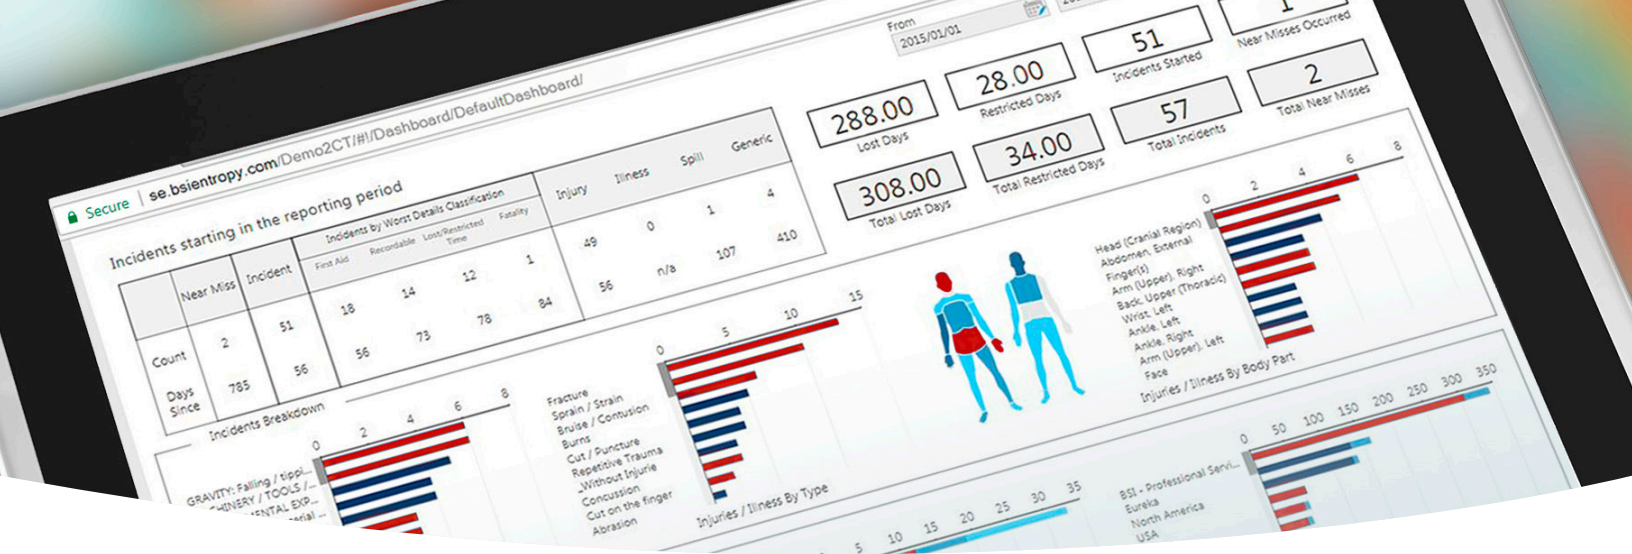 Secure se.bsientropy.com/Demo2CT/#!/Dashboard/DefaultDashboard/
From
2015/01/01
288.00
Lost Days
28.00
Restricted Days
51
Incidents Started
1
Near Misses Occurred
308.00
Total Lost Days
34.00
Total Restricted Days
57
Total Incidents
2
Total Near Misses
Incidents starting in the reporting period
Near Miss Incident Incidents by Worst Details Classification Injury Illness Spill Generic
First Aid Recordable Lost/Restricted Fatality
Time
Count 2 51 18 14 12 1 49 0 1 4
Days
Since 785 56 56 73 78 84 56 n/a 107 410
Incidents Breakdown
0 2 4 6 8
GRAVITY: Falling / tippi...
CHINERY / TOOLS /...
MENTAL EXP...
0 5 10 15
Fracture
Sprain / Strain
Bruise / Contusion
Burns
Cut / Puncture
Repetitive Trauma
_Without Injurie
Concussion
Cut on the finger
Abrasion
Injuries / Illness By Type
0 2 4 6 8
Head (Cranial Region)
Abdomen, External
Finger(s)
Arm (Upper), Right
Back, Upper (Thoracic)
Wrist, Left
Ankle, Left
Ankle, Right
Arm (Upper), Left
Face
Injuries / Illness By Body Part
5 10 15 20 25 30 35
0 50 100 150 200 250 300 350
BSI - Professional Servi...
Eureka
North America
USA